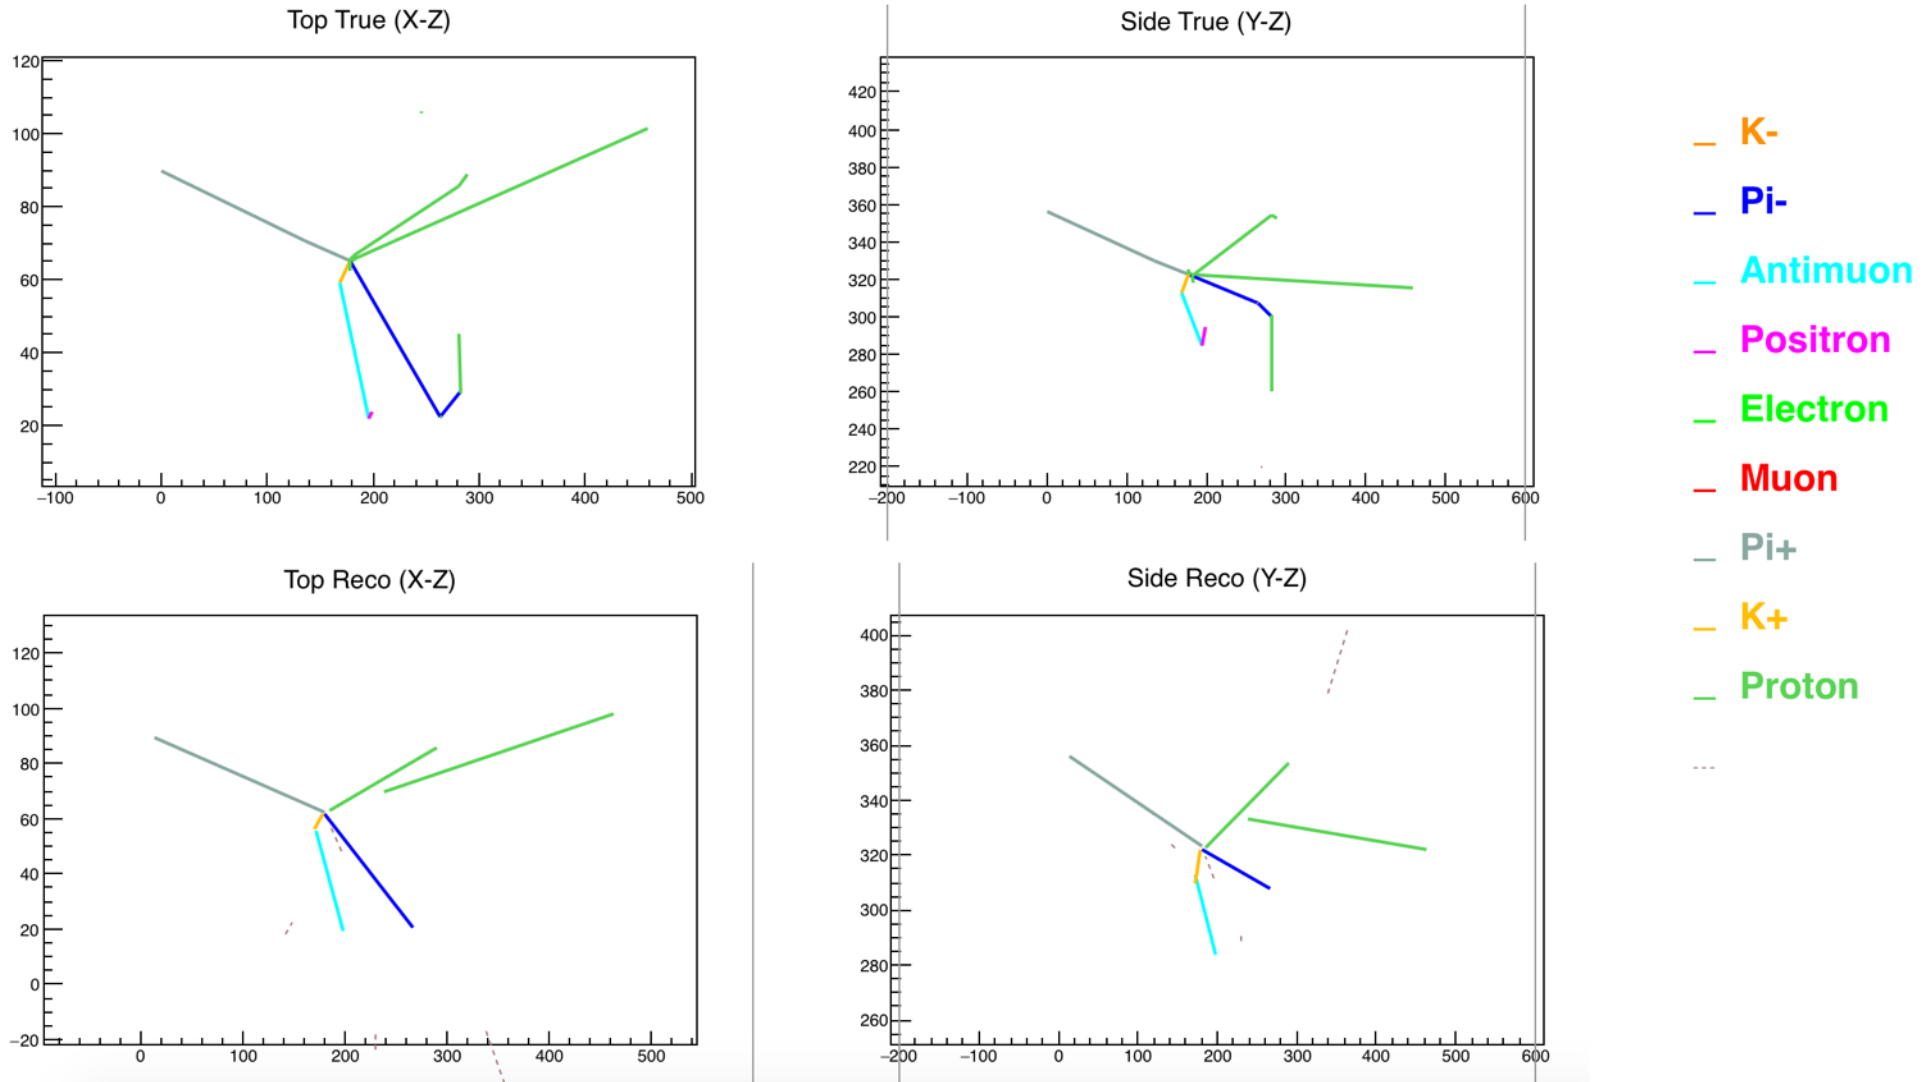 Top True (X-Z)
120
100
80
60
40
20
−100 0 100 200 300 400 500
Side True (Y-Z)
420
400
380
360
340
320
300
280
260
240
220
−200 −100 0 100 200 300 400 500 600
K-
Pi-
Antimuon
Positron
Electron
Muon
Pi+
K+
Proton
Top Reco (X-Z)
120
100
80
60
40
20
0
−20
0 100 200 300 400 500
Side Reco (Y-Z)
400
380
360
340
320
300
280
260
−200 −100 0 100 200 300 400 500 600